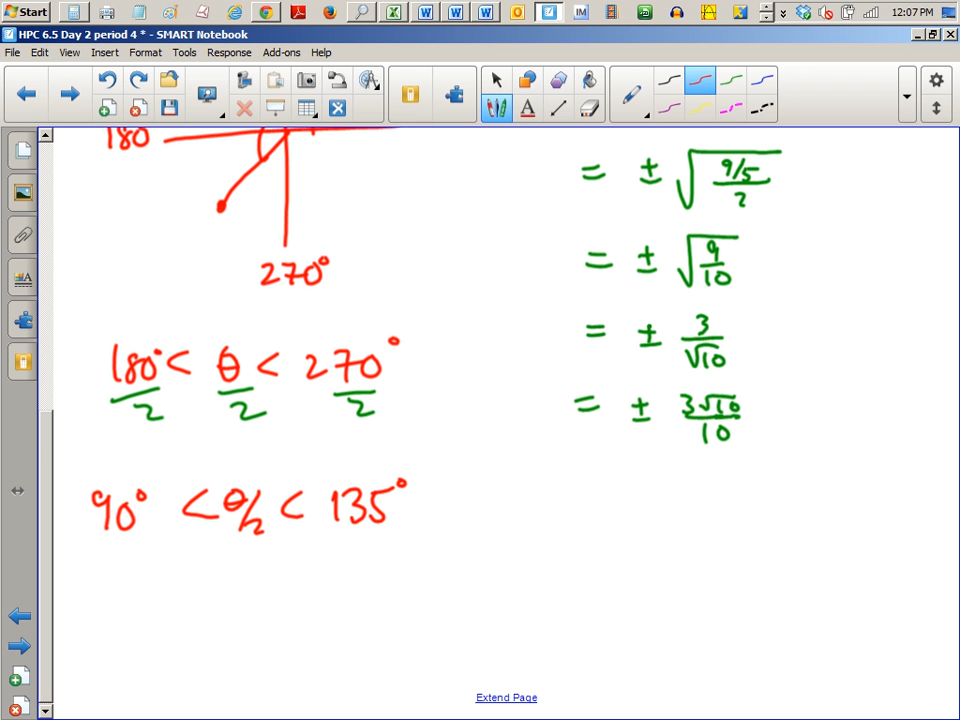 Start
12:07 PM
HPC 6.5 Day 2 period 4 * - SMART Notebook
File Edit View Insert Format Tools Response Add-ons Help
180
270°
180° < θ < 270°
2 2 2
90° < θ/2 < 135°
= ± √((9/5)/2)
= ± √(9/10)
= ± 3/√10
= ± 3√10/10
Extend Page